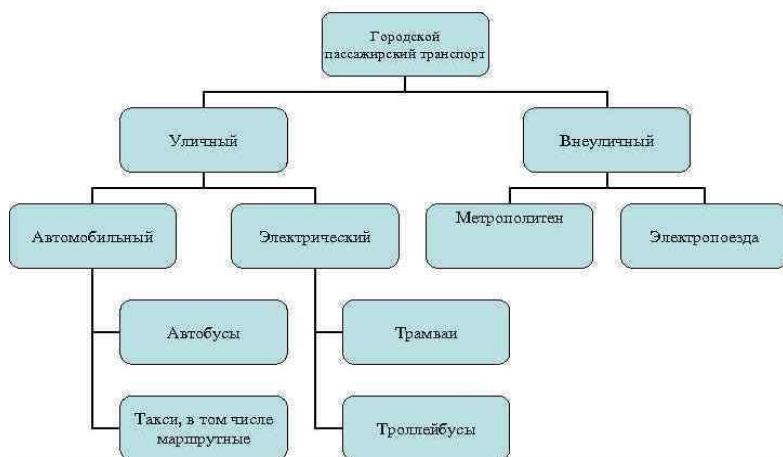 Городской
пассажирский транспорт
Уличный
Внеуличный
Автомобильный
Электрический
Метрополитен
Электропоезда
Автобусы
Трамваи
Такси, в том числе
маршрутные
Троллейбусы